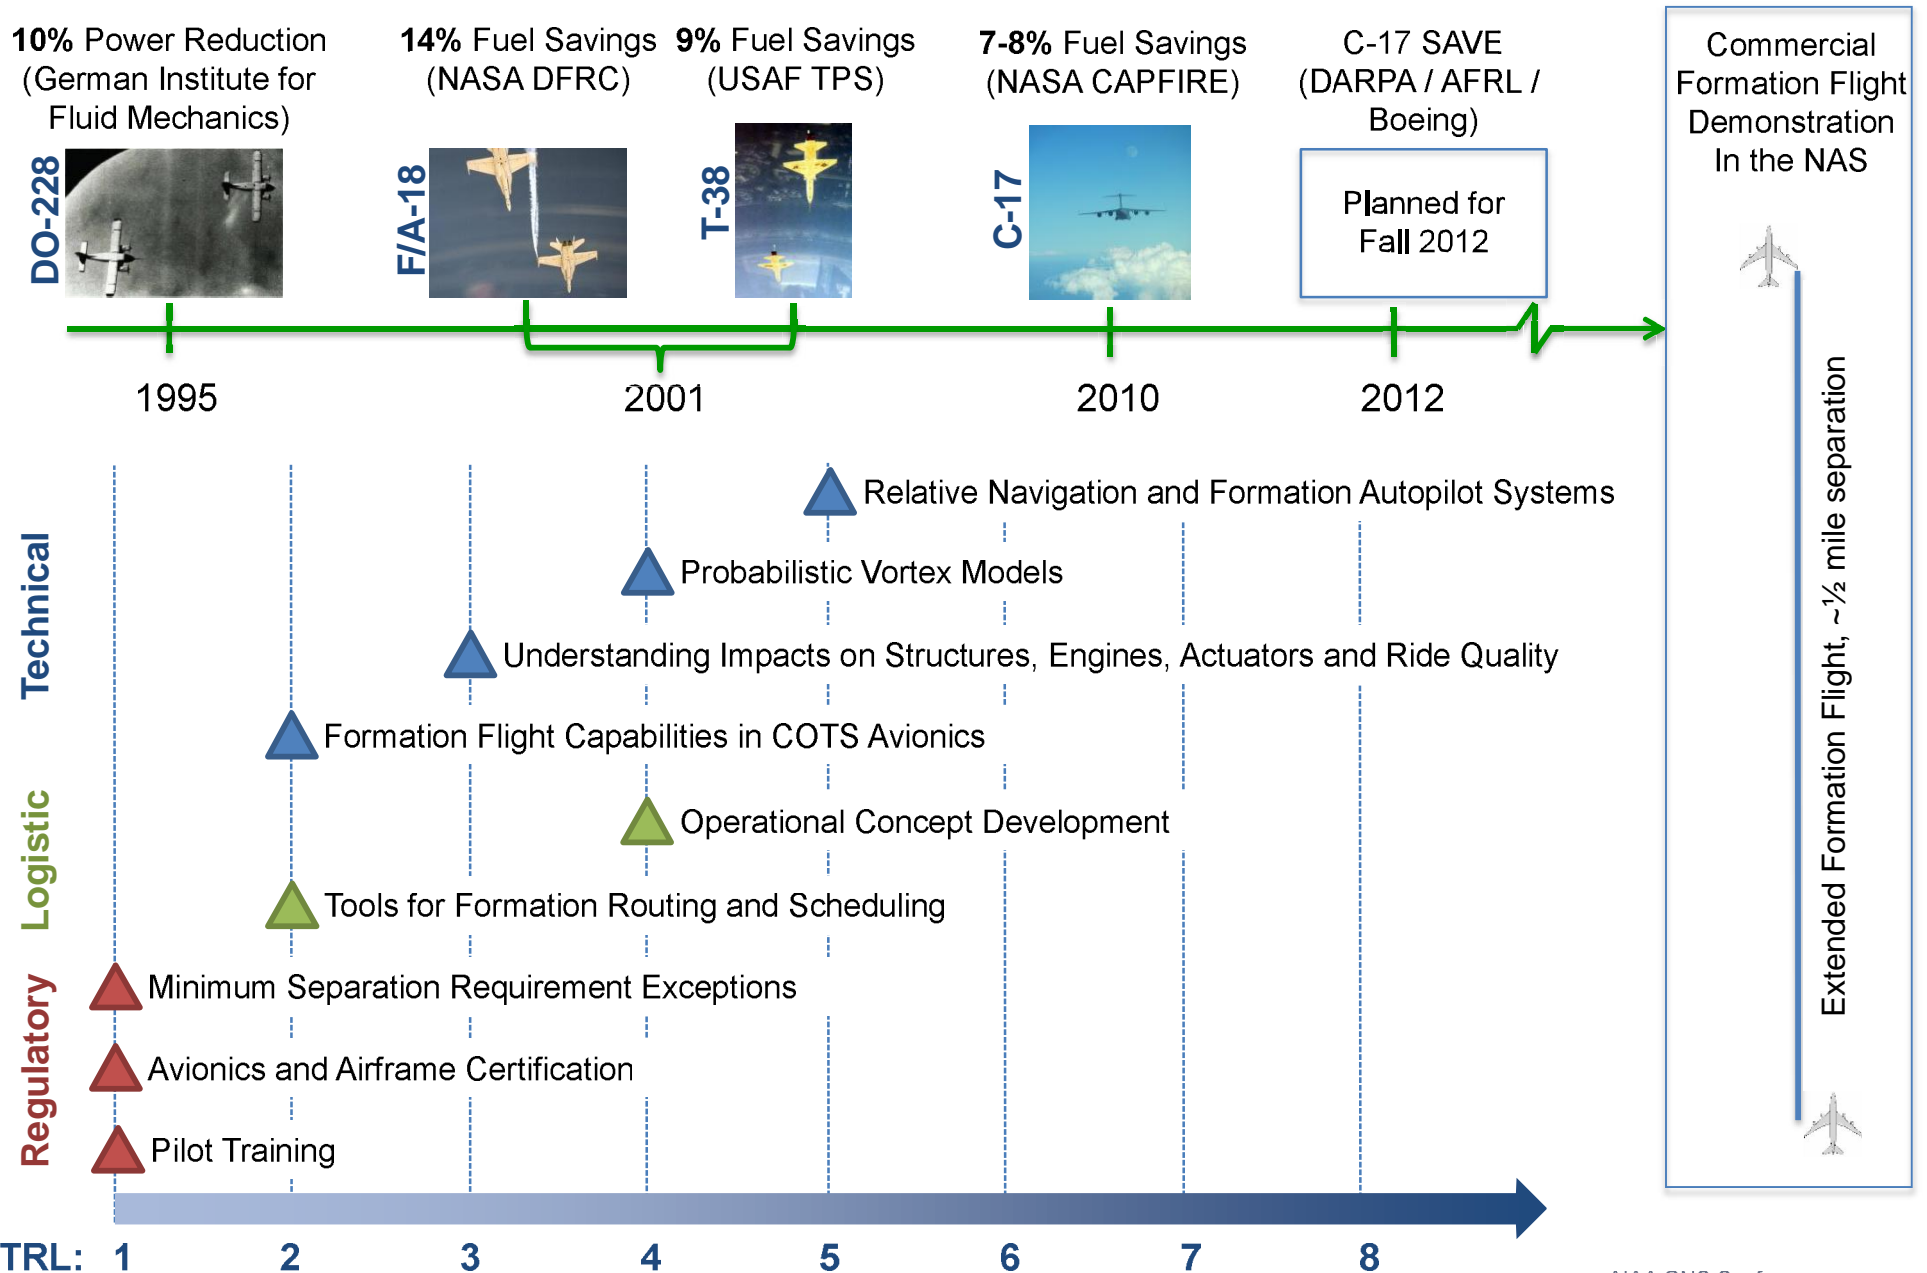 10% Power Reduction
(German Institute for
Fluid Mechanics)
14% Fuel Savings
(NASA DFRC)
9% Fuel Savings
(USAF TPS)
7-8% Fuel Savings
(NASA CAPFIRE)
C-17 SAVE
(DARPA / AFRL /
Boeing)
Commercial
Formation Flight
Demonstration
In the NAS
DO-228
F/A-18
T-38
C-17
Planned for
Fall 2012
1995
2001
2010
2012
Extended Formation Flight, ~½ mile separation
Technical
Relative Navigation and Formation Autopilot Systems
Probabilistic Vortex Models
Understanding Impacts on Structures, Engines, Actuators and Ride Quality
Formation Flight Capabilities in COTS Avionics
Logistic
Operational Concept Development
Tools for Formation Routing and Scheduling
Regulatory
Minimum Separation Requirement Exceptions
Avionics and Airframe Certification
Pilot Training
TRL: 1 2 3 4 5 6 7 8